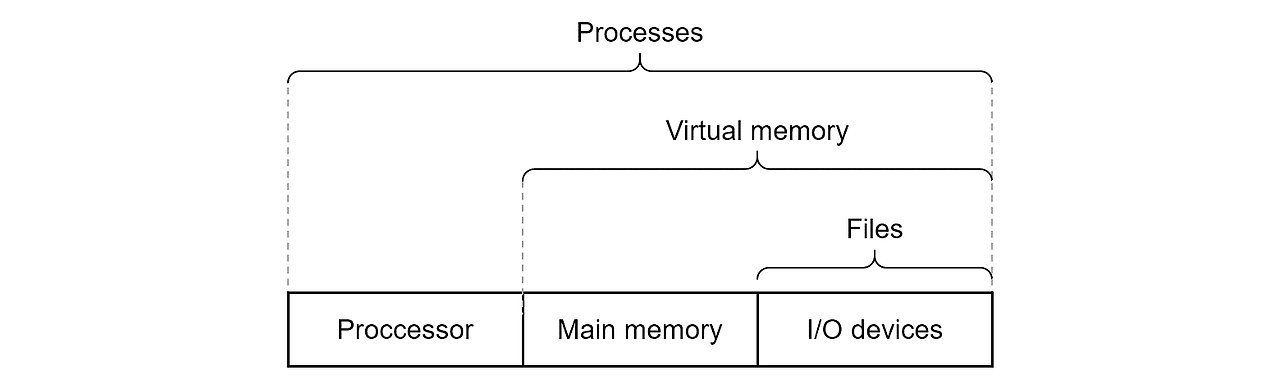 Processes
Virtual memory
Files
Proccessor
Main memory
I/O devices